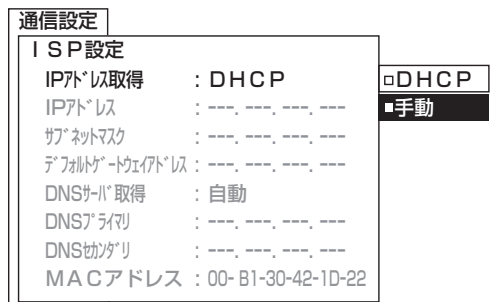 通信設定
ISP設定
IPアドレス取得 : DHCP
IPアドレス : ---. ---. ---. ---
サブネットマスク : ---. ---. ---. ---
デフォルトゲートウェイアドレス : ---. ---. ---. ---
DNSサーバ取得 : 自動
DNSプライマリ : ---. ---. ---. ---
DNSセカンダリ : ---. ---. ---. ---
MACアドレス : 00-B1-30-42-1D-22
▫DHCP
▪手動